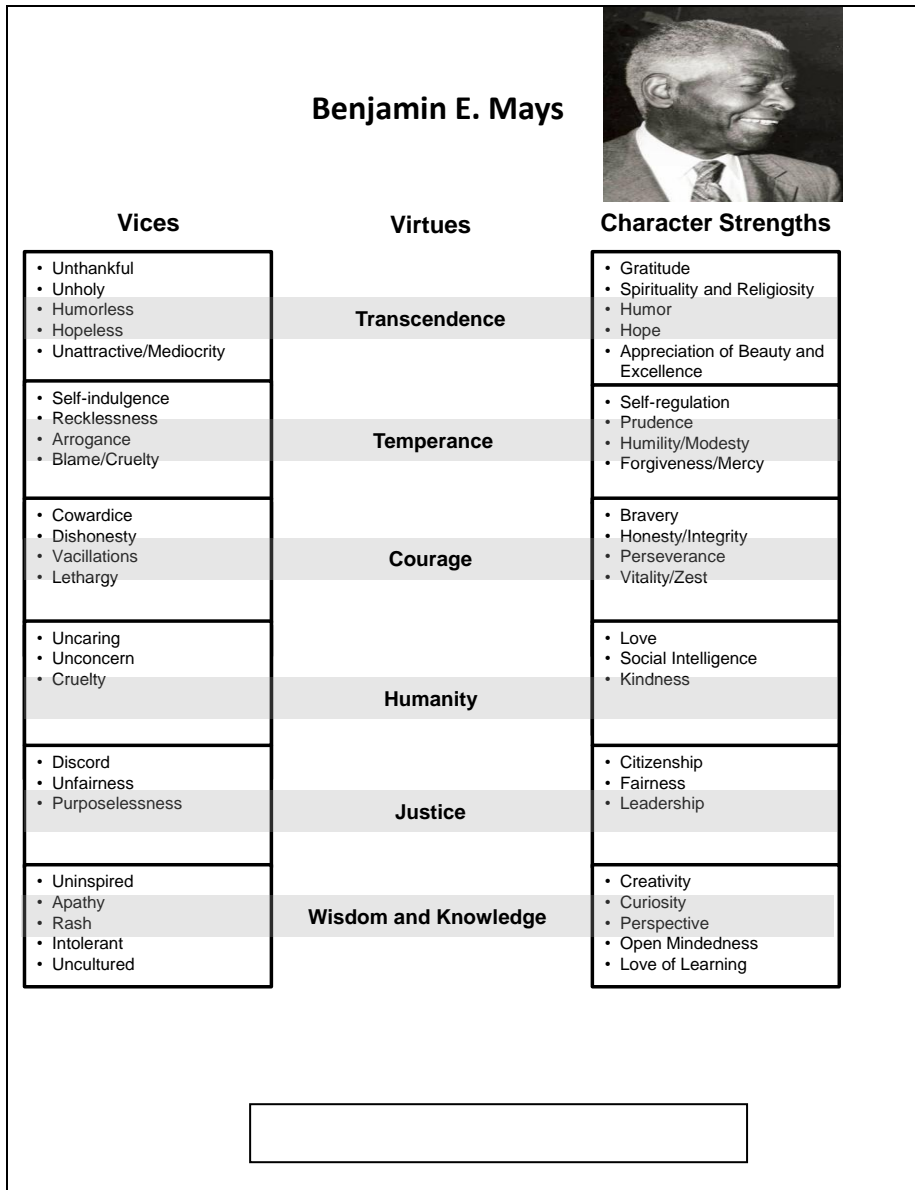 Benjamin E. Mays
Vices
Virtues
Character Strengths
• Unthankful
• Unholy
• Humorless
• Hopeless
• Unattractive/Mediocrity
Transcendence
• Gratitude
• Spirituality and Religiosity
• Humor
• Hope
• Appreciation of Beauty and
Excellence
• Self-indulgence
• Recklessness
• Arrogance
• Blame/Cruelty
Temperance
• Self-regulation
• Prudence
• Humility/Modesty
• Forgiveness/Mercy
• Cowardice
• Dishonesty
• Vacillations
• Lethargy
Courage
• Bravery
• Honesty/Integrity
• Perseverance
• Vitality/Zest
• Uncaring
• Unconcern
• Cruelty
Humanity
• Love
• Social Intelligence
• Kindness
• Discord
• Unfairness
• Purposelessness
Justice
• Citizenship
• Fairness
• Leadership
• Uninspired
• Apathy
• Rash
• Intolerant
• Uncultured
Wisdom and Knowledge
• Creativity
• Curiosity
• Perspective
• Open Mindedness
• Love of Learning